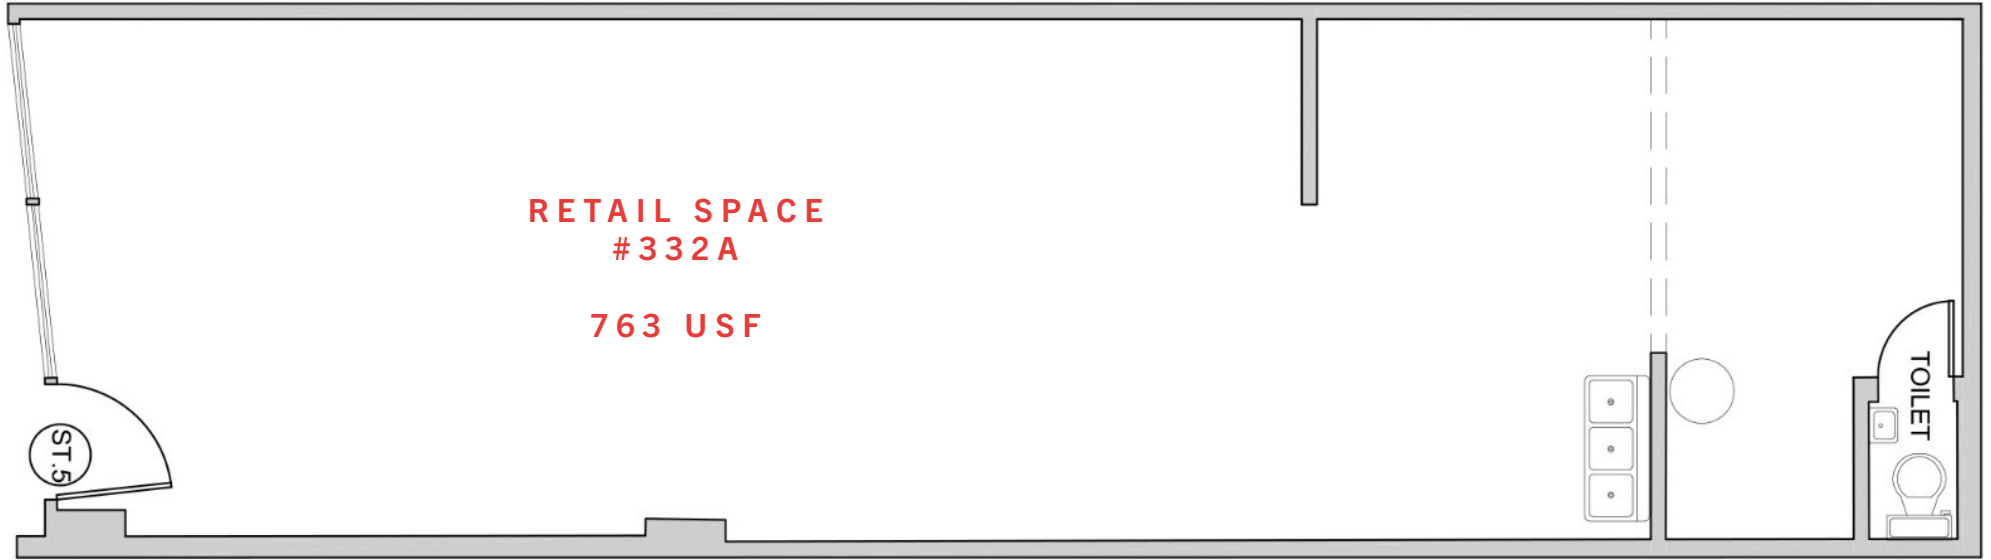 RETAIL SPACE
#332A
763 USF
TOILET
ST.5